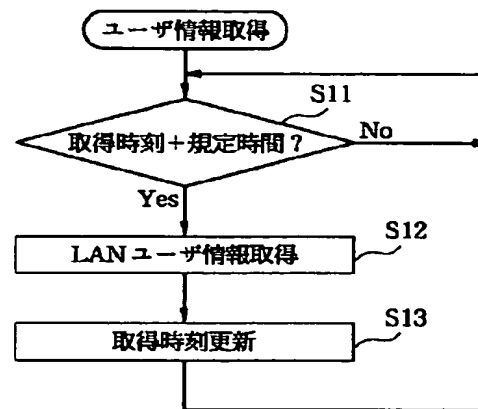 ユーザ情報取得
S11
取得時刻+規定時間?
No
Yes
S12
LANユーザ情報取得
S13
取得時刻更新